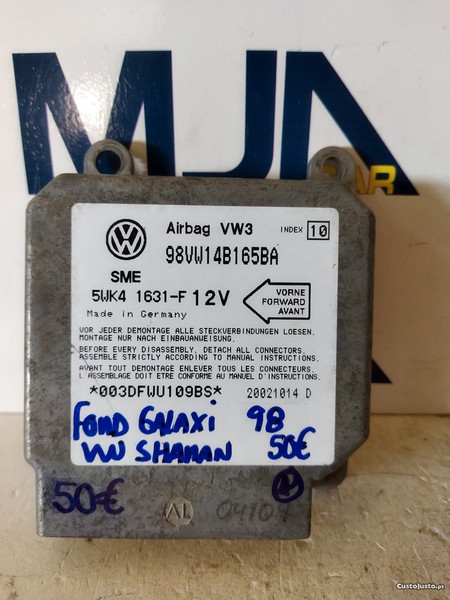 MJA
CAR
Airbag VW3
INDEX 10
98VW14B165BA
SME
5WK4 1631-F 12V
VORNE
FORWARD
AVANT
Made in Germany
VOR JEDER DEMONTAGE ALLE STECKVERBINDUNGEN LOESEN.
MONTAGE NUR NACH EINBAUANWEISUNG.
BEFORE EVERY DISASSEMBLY, DETACH ALL CONNECTORS.
ASSEMBLE STRICTLY ACCORDING TO MANUAL INSTRUCTIONS.
AVANT TOUT DEMONTAGE ENLEVER TOUS LES CONNECTEURS.
L'ASSEMBLAGE DOIT ETRE CONFORME AU MANUEL D'INSTRUCTIONS.
*003DFWU109BS*
20021014 D
FORD GALAXI 98
VW SHARAN 50€
50€
AL
CustoJusto.pt